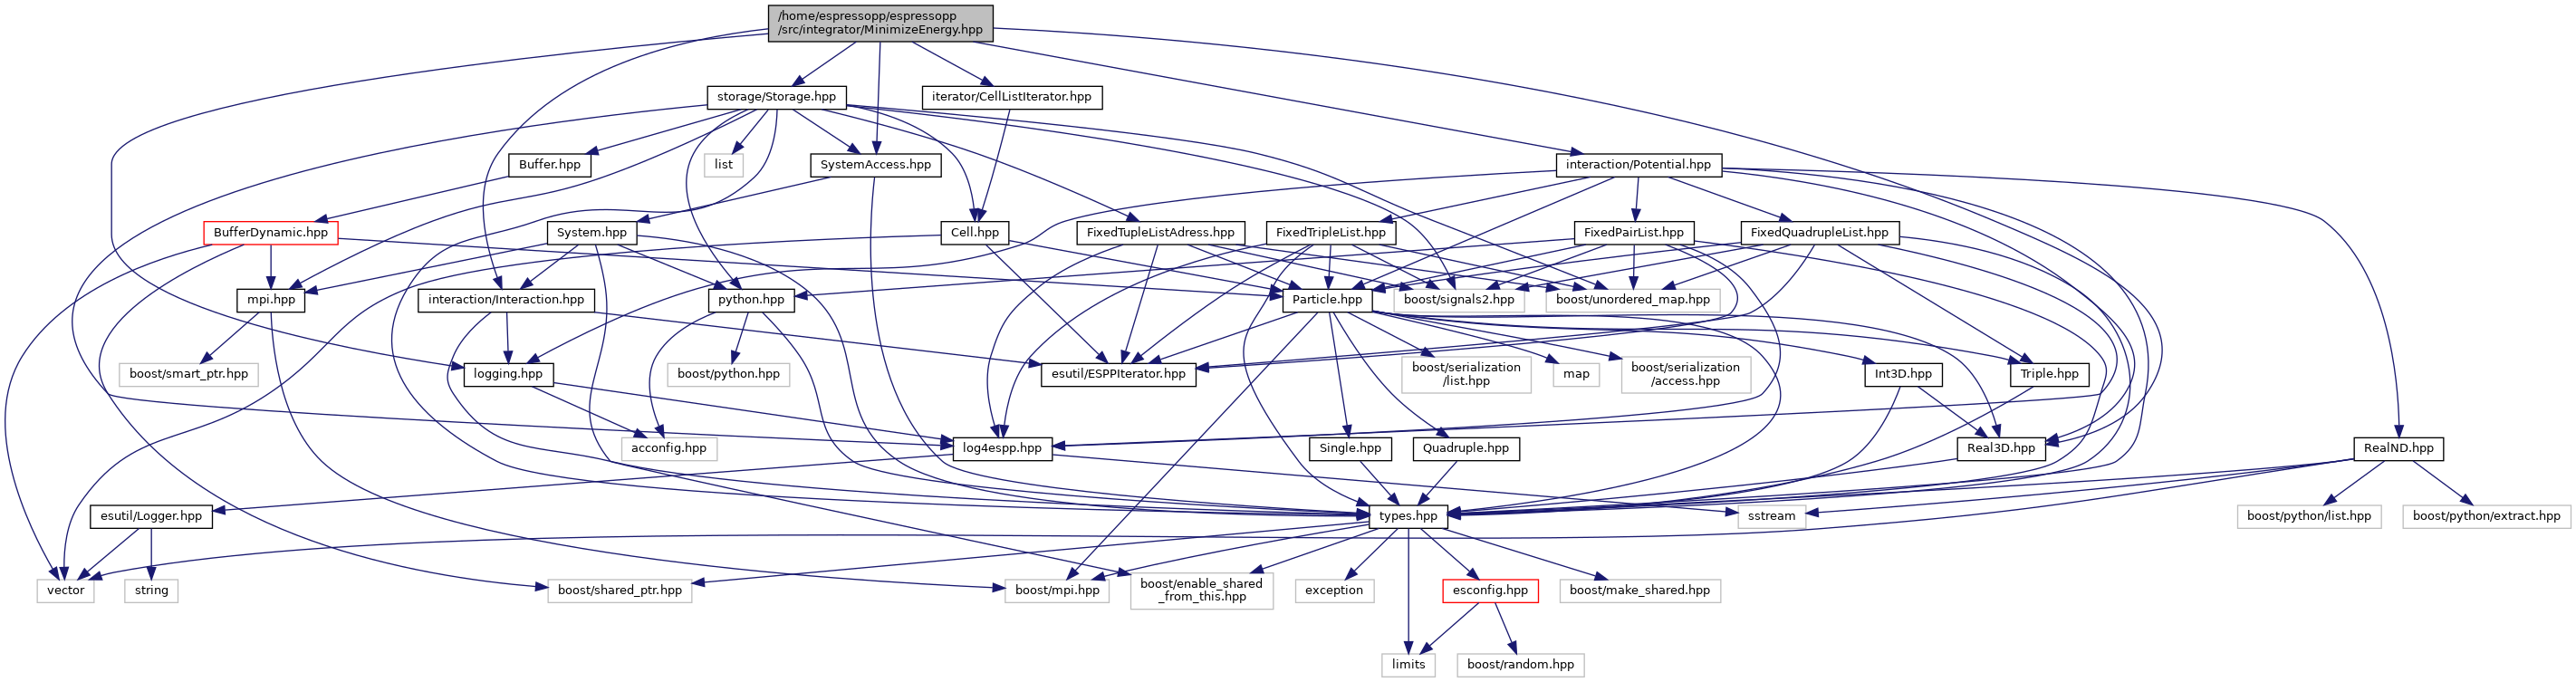 /home/espressopp/espressopp
/src/integrator/MinimizeEnergy.hpp
storage/Storage.hpp
iterator/CellListIterator.hpp
Buffer.hpp
list
SystemAccess.hpp
interaction/Potential.hpp
BufferDynamic.hpp
System.hpp
Cell.hpp
FixedTupleListAdress.hpp
FixedTripleList.hpp
FixedPairList.hpp
FixedQuadrupleList.hpp
mpi.hpp
interaction/Interaction.hpp
python.hpp
Particle.hpp
boost/signals2.hpp
boost/unordered_map.hpp
boost/smart_ptr.hpp
logging.hpp
boost/python.hpp
esutil/ESPPIterator.hpp
boost/serialization
/list.hpp
map
boost/serialization
/access.hpp
Int3D.hpp
Triple.hpp
acconfig.hpp
log4espp.hpp
Single.hpp
Quadruple.hpp
Real3D.hpp
RealND.hpp
esutil/Logger.hpp
types.hpp
sstream
boost/python/list.hpp
boost/python/extract.hpp
vector
string
boost/shared_ptr.hpp
boost/mpi.hpp
boost/enable_shared
_from_this.hpp
exception
esconfig.hpp
boost/make_shared.hpp
limits
boost/random.hpp